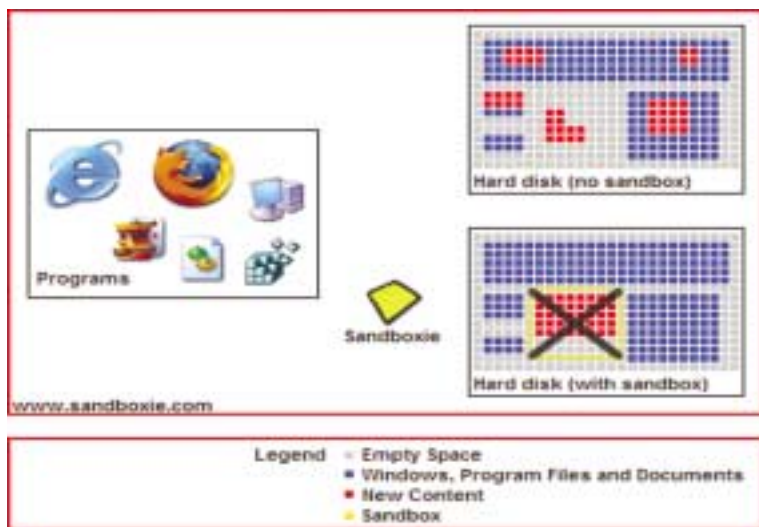 Hard disk (no sandbox)
Programs
Sandboxie
Hard disk (with sandbox)
www.sandboxie.com
Legend
Empty Space
Windows, Program Files and Documents
New Content
Sandbox